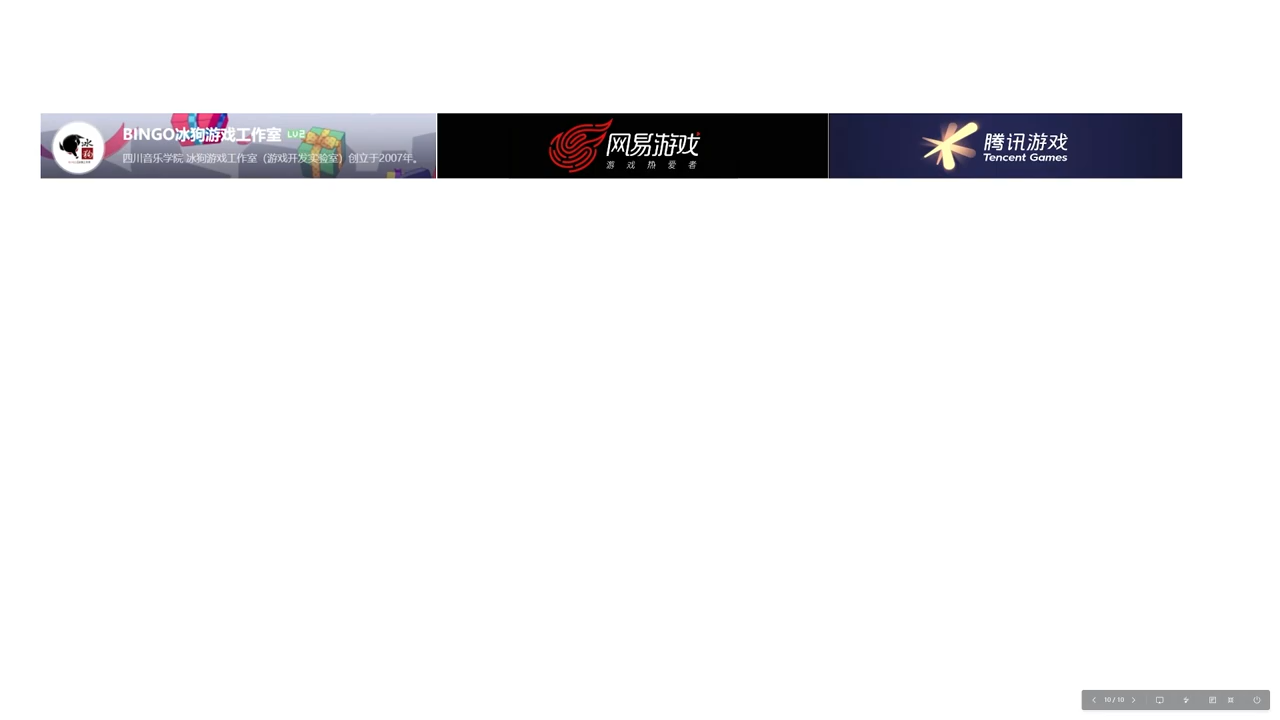 BINGO冰狗游戏工作室 LV2
四川音乐学院 冰狗游戏工作室（游戏开发实验室）创立于2007年。
冰
狗
网易游戏
游戏热爱者
腾讯游戏
Tencent Games
10 / 10